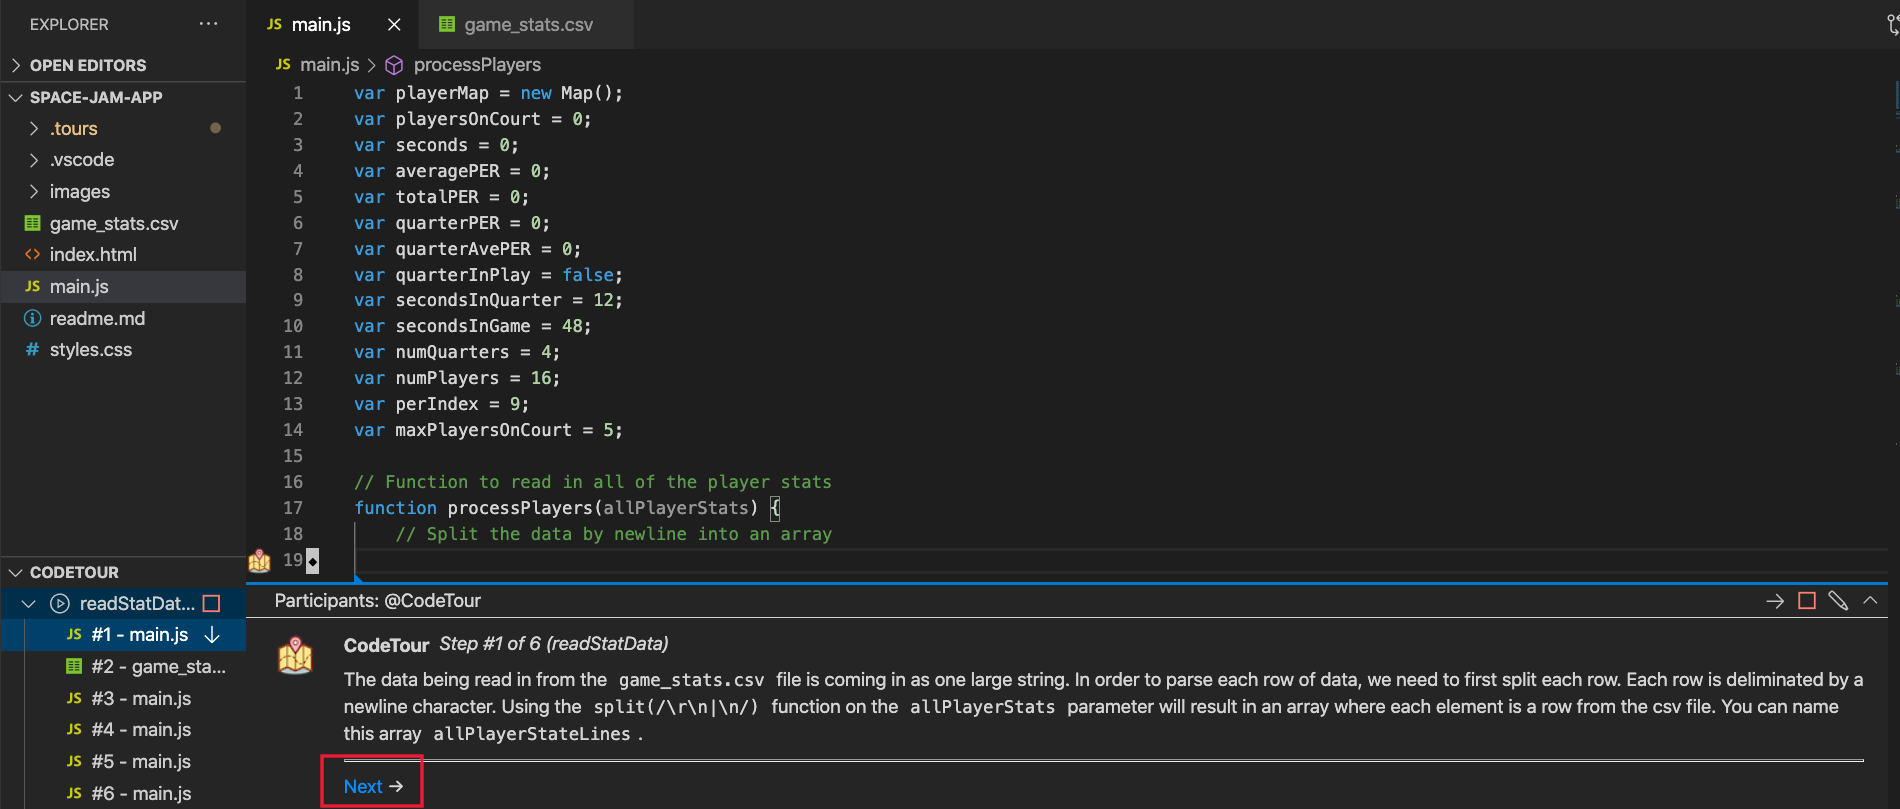 EXPLORER ...
OPEN EDITORS
SPACE-JAM-APP
.tours
.vscode
images
game_stats.csv
index.html
JS main.js
readme.md
# styles.css
CODETOUR
readStatDat...
JS #1 - main.js
#2 - game_sta...
JS #3 - main.js
JS #4 - main.js
JS #5 - main.js
JS #6 - main.js
JS main.js
game_stats.csv
JS main.js > processPlayers
1 var playerMap = new Map();
2 var playersOnCourt = 0;
3 var seconds = 0;
4 var averagePER = 0;
5 var totalPER = 0;
6 var quarterPER = 0;
7 var quarterAvePER = 0;
8 var quarterInPlay = false;
9 var secondsInQuarter = 12;
10 var secondsInGame = 48;
11 var numQuarters = 4;
12 var numPlayers = 16;
13 var perIndex = 9;
14 var maxPlayersOnCourt = 5;
15
16 // Function to read in all of the player stats
17 function processPlayers(allPlayerStats) {
18 // Split the data by newline into an array
19
Participants: @CodeTour
CodeTour Step #1 of 6 (readStatData)
The data being read in from the game_stats.csv file is coming in as one large string. In order to parse each row of data, we need to first split each row. Each row is deliminated by a
newline character. Using the split(/\r\n|\n/) function on the allPlayerStats parameter will result in an array where each element is a row from the csv file. You can name
this array allPlayerStateLines .
Next →